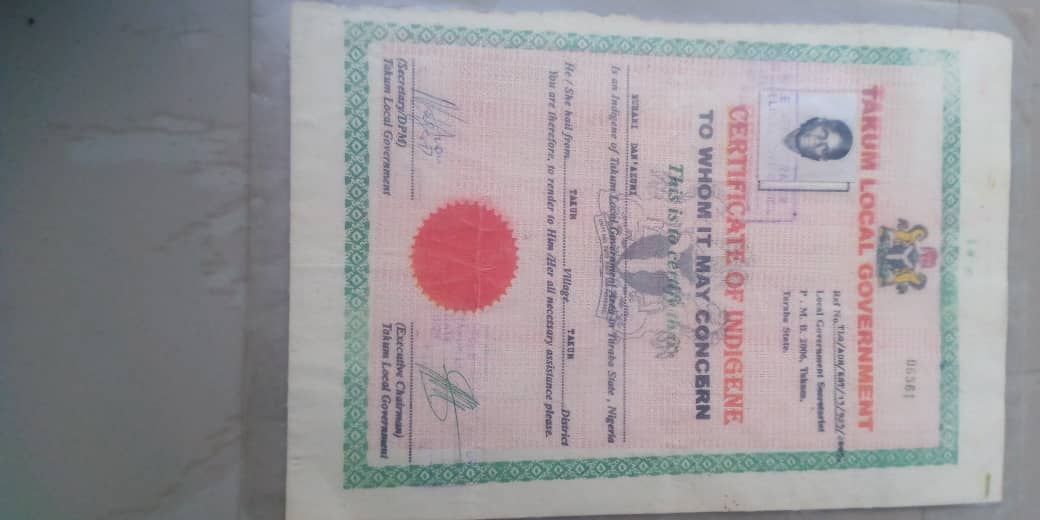 06561
TAKUM LOCAL GOVERNMENT
Ref No.
Local Government Secretariat
P . M. B. 2006, Takum.
Taraba State.
CERTIFICATE OF INDIGENE
TO WHOM IT MAY CONCERN
This is to certify that
DAN'AZUMI
Is an Indigene of Takum Local Government Area in Taraba State , Nigeria
He / She hail from TAKUM Village TAKUM District
You are therefore, to render to Him /Her all necessary assistance please.
(Secretary/DPM)
Takum Local Government
(Executive Chairman)
Takum Local Government